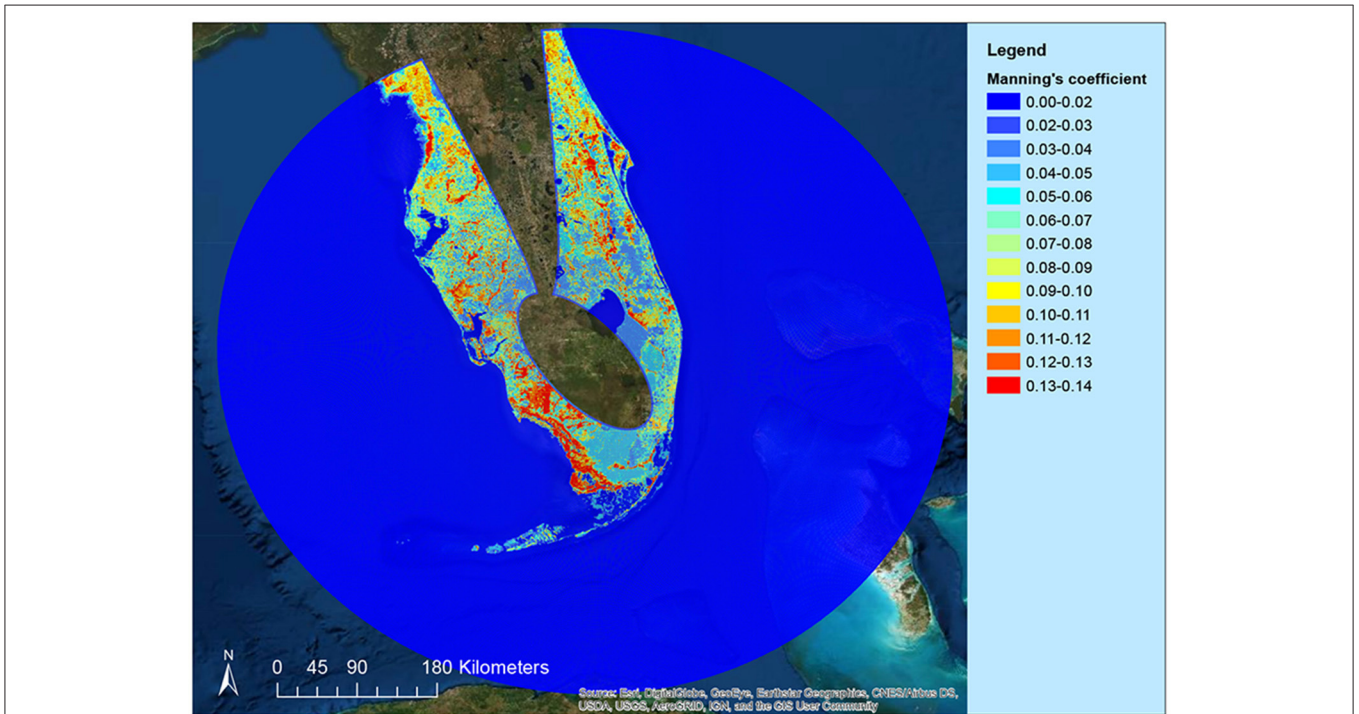 Legend
Manning's coefficient
0.00-0.02
0.02-0.03
0.03-0.04
0.04-0.05
0.05-0.06
0.06-0.07
0.07-0.08
0.08-0.09
0.09-0.10
0.10-0.11
0.11-0.12
0.12-0.13
0.13-0.14
N
0 45 90 180 Kilometers
Source: Esri, DigitalGlobe, GeoEye, Earthstar Geographics, CNES/Airbus DS,
USDA, USGS, AeroGRID, IGN, and the GIS User Community